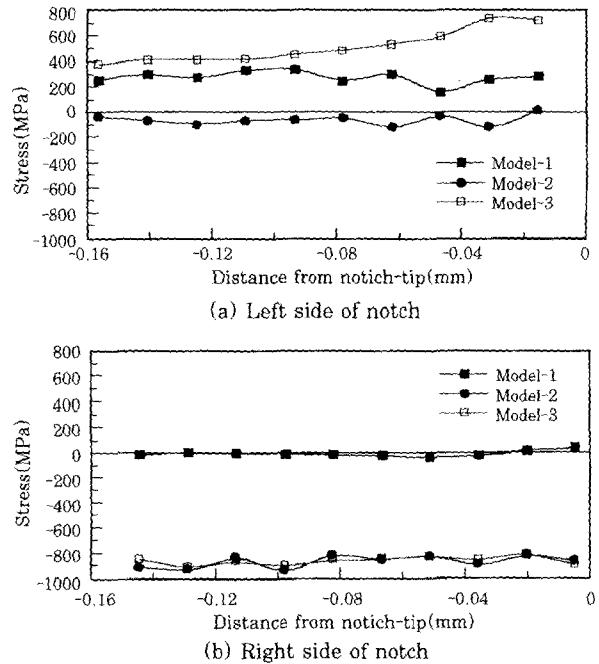 800
600
400
200
0
-200
-400
-600
-800
-1000
Stress(MPa)
Model-1
Model-2
Model-3
-0.16
-0.12
-0.08
-0.04
0
Distance from notich-tip(mm)
(a) Left side of notch
800
600
400
200
0
-200
-400
-600
-800
-1000
Stress(MPa)
Model-1
Model-2
Model-3
-0.16
-0.12
-0.08
-0.04
0
Distance from notich-tip(mm)
(b) Right side of notch